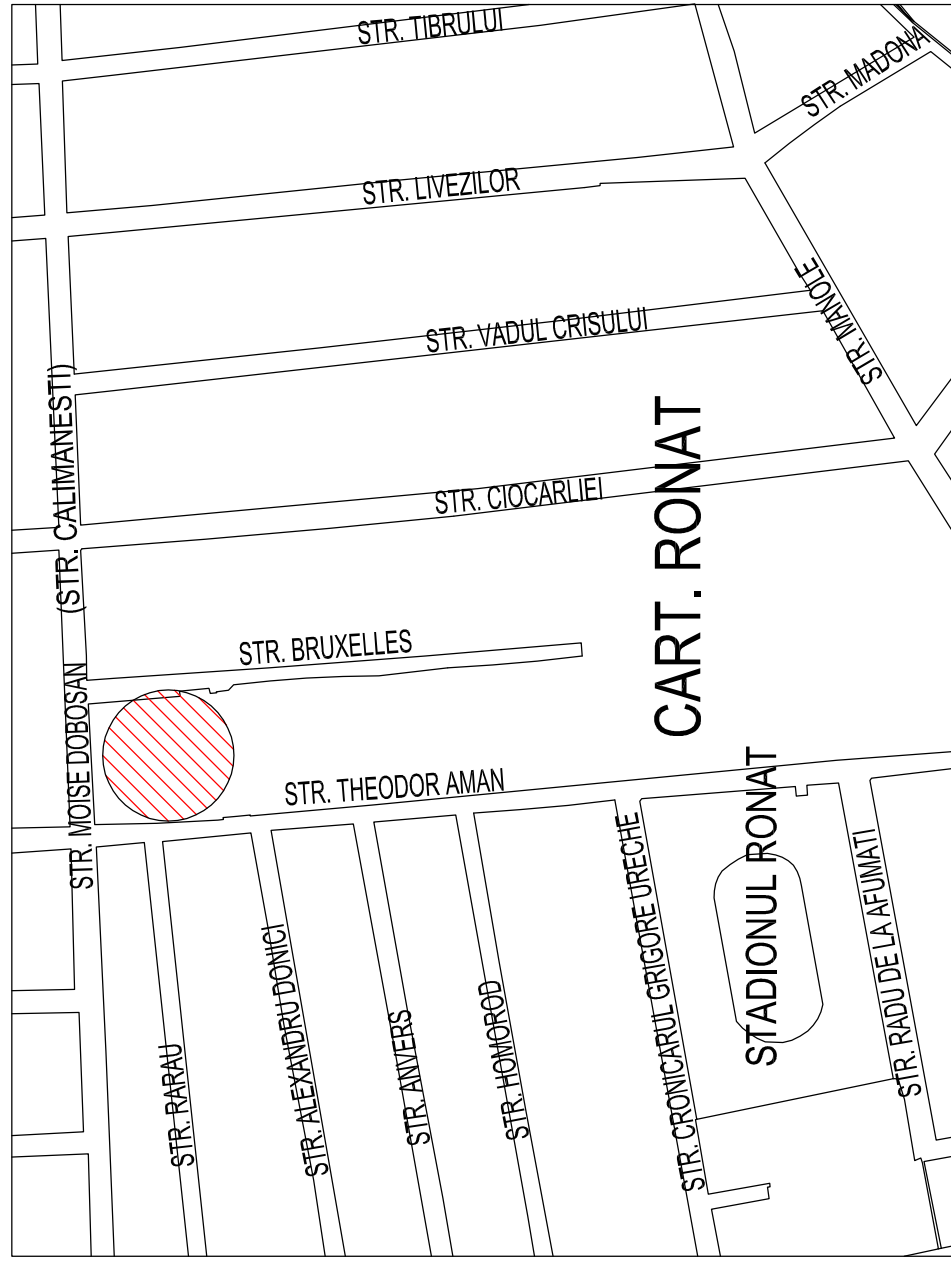 STR. TIBRULUI
STR. MADONA
STR. LIVEZILOR
STR. MANOLE
STR. VADUL CRISULUI
(STR. CALIMANESTI)
CART. RONAT
STR. CIOCARLIEI
STR. BRUXELLES
STR. MOISE DOBOSAN
STR. THEODOR AMAN
STADIONUL RONAT
STR. CRONICARUL GRIGORE URECHE
STR. RADU DE LA AFUMATI
STR. ALEXANDRU DONICI
STR. HOMOROD
STR. ANVERS
STR. RARAU